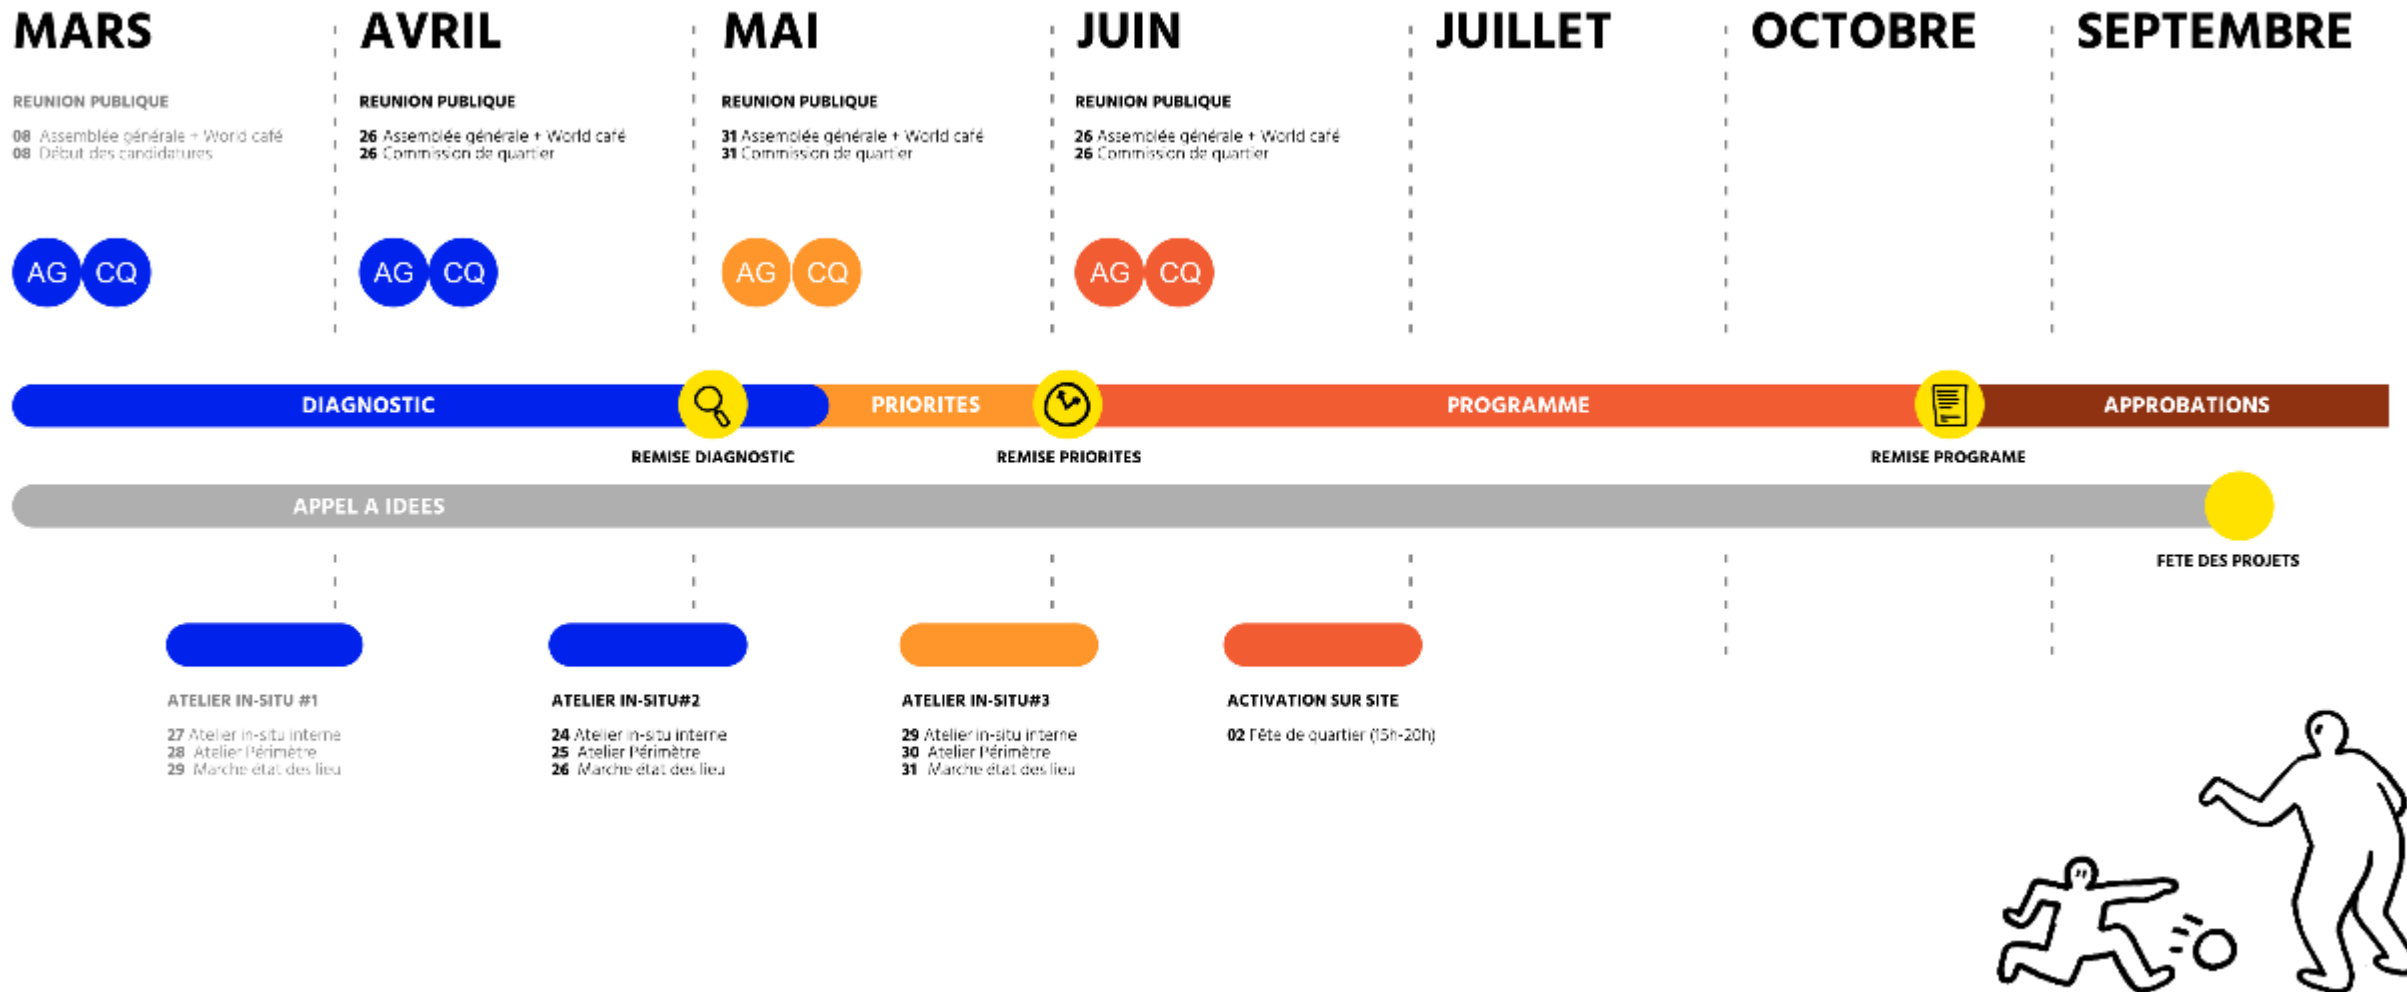 MARS
AVRIL
MAI
JUIN
JUILLET
OCTOBRE
SEPTEMBRE
REUNION PUBLIQUE
08 Assemblée générale + World café
08 Début des candidatures
REUNION PUBLIQUE
26 Assemblée générale + World café
26 Commission de quartier
REUNION PUBLIQUE
31 Assemblée générale + World café
31 Commission de quartier
REUNION PUBLIQUE
26 Assemblée générale + World café
26 Commission de quartier
AG CQ
AG CQ
AG CQ
AG CQ
DIAGNOSTIC
PRIORITES
PROGRAMME
APPROBATIONS
REMISE DIAGNOSTIC
REMISE PRIORITES
REMISE PROGRAME
APPEL A IDEES
FETE DES PROJETS
ATELIER IN-SITU #1
27 Atelier in-situ interne
28 Atelier Périmètre
29 Marche état des lieu
ATELIER IN-SITU#2
24 Atelier in-situ interne
25 Atelier Périmètre
26 Marche état des lieu
ATELIER IN-SITU#3
29 Atelier in-situ interne
30 Atelier Périmètre
31 Marche état des lieu
ACTIVATION SUR SITE
02 Fête de quartier (15h-20h)